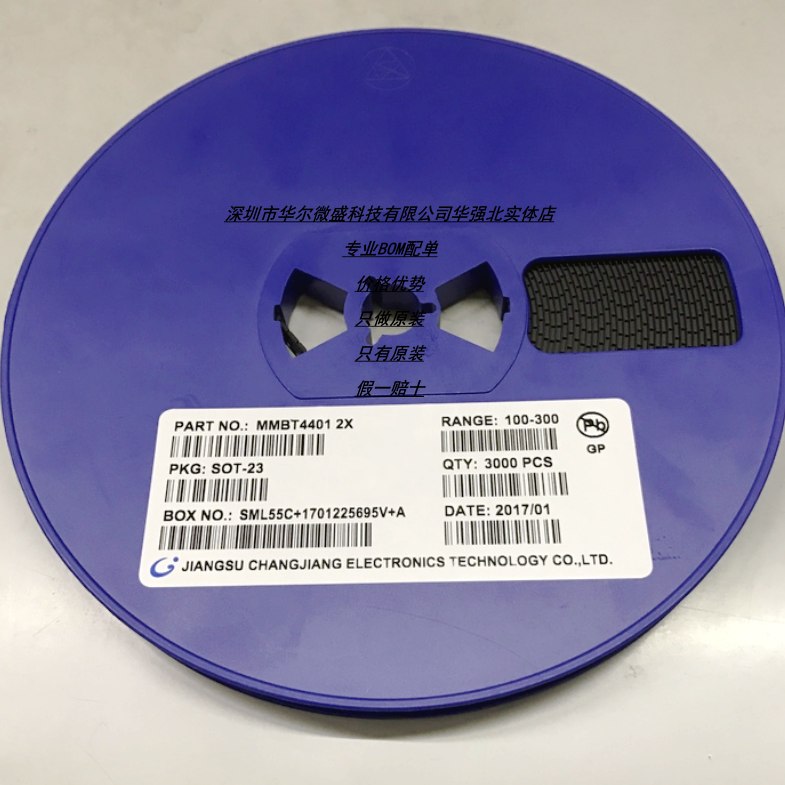 深圳市华尔微盛科技有限公司华强北实体店
专业BOM配单
价格优势
只做原装
只有原装
假一赔十
PART NO.: MMBT4401 2X
RANGE: 100-300
Pb
GP
PKG: SOT-23
QTY: 3000 PCS
BOX NO.: SML55C+1701225695V+A
DATE: 2017/01
JIANGSU CHANGJIANG ELECTRONICS TECHNOLOGY CO.,LTD.